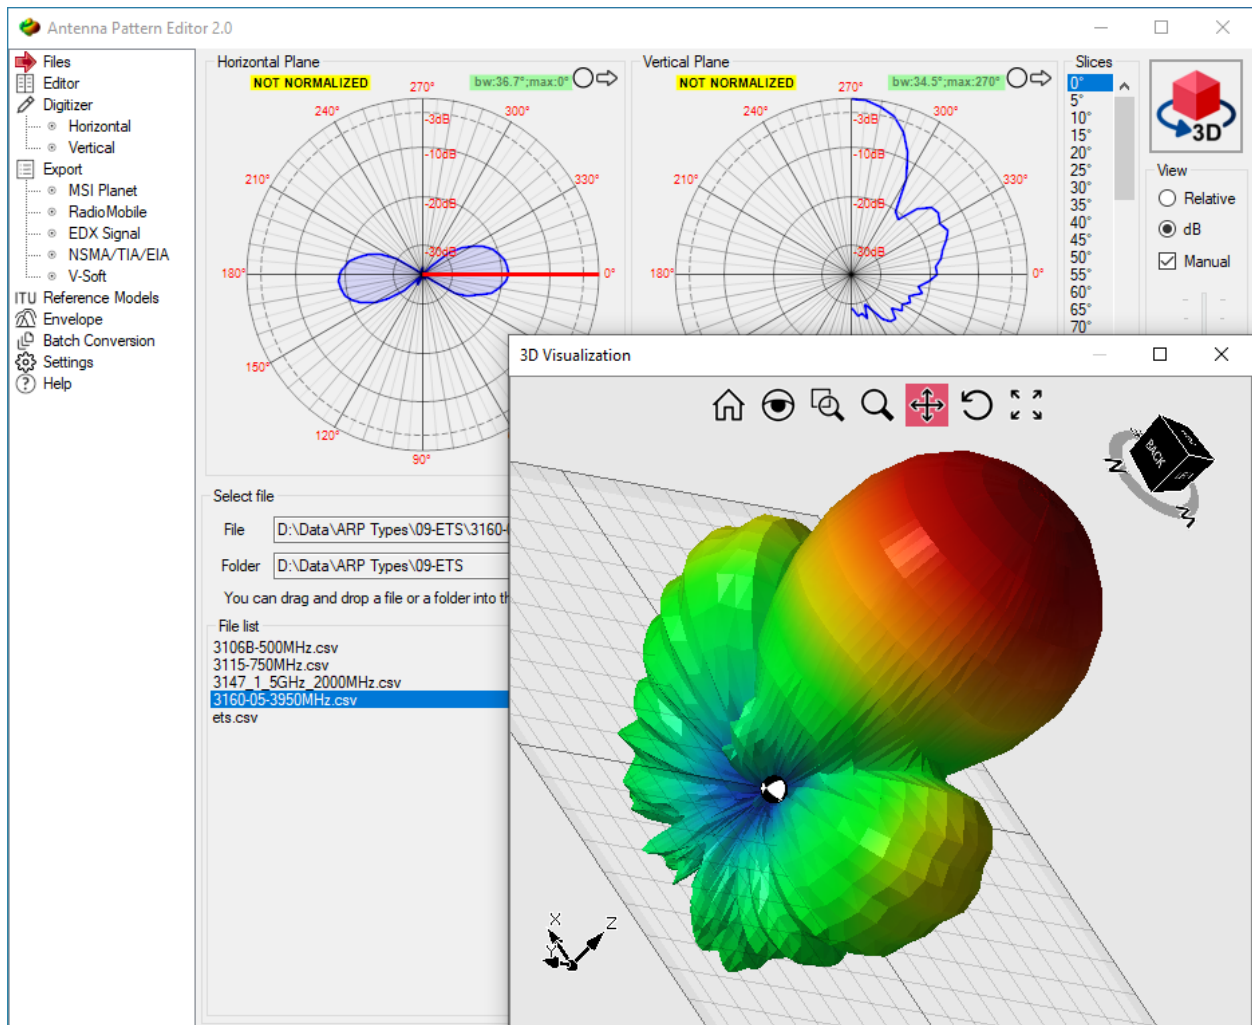 Antenna Pattern Editor 2.0
Files
Editor
Digitizer
Horizontal
Vertical
Export
MSI Planet
RadioMobile
EDX Signal
NSMA/TIA/EIA
V-Soft
ITU Reference Models
Envelope
Batch Conversion
Settings
Help
Horizontal Plane
NOT NORMALIZED
bw:36.7°;max:0°
270°
240°
300°
210°
330°
180°
0°
150°
120°
90°
-3dB
-10dB
-20dB
-30dB
Vertical Plane
NOT NORMALIZED
bw:34.5°;max:270°
270°
240°
300°
210°
330°
180°
0°
-3dB
-10dB
-20dB
-30dB
Slices
0°
5°
10°
15°
20°
25°
30°
35°
40°
45°
50°
55°
60°
65°
70°
3D
View
Relative
dB
Manual
Select file
File
D:\Data\ARP Types\09-ETS\3160-
Folder
D:\Data\ARP Types\09-ETS
You can drag and drop a file or a folder into th
File list
3106B-500MHz.csv
3115-750MHz.csv
3147_1_5GHz_2000MHz.csv
3160-05-3950MHz.csv
ets.csv
3D Visualization
BACK
X
Z
Y